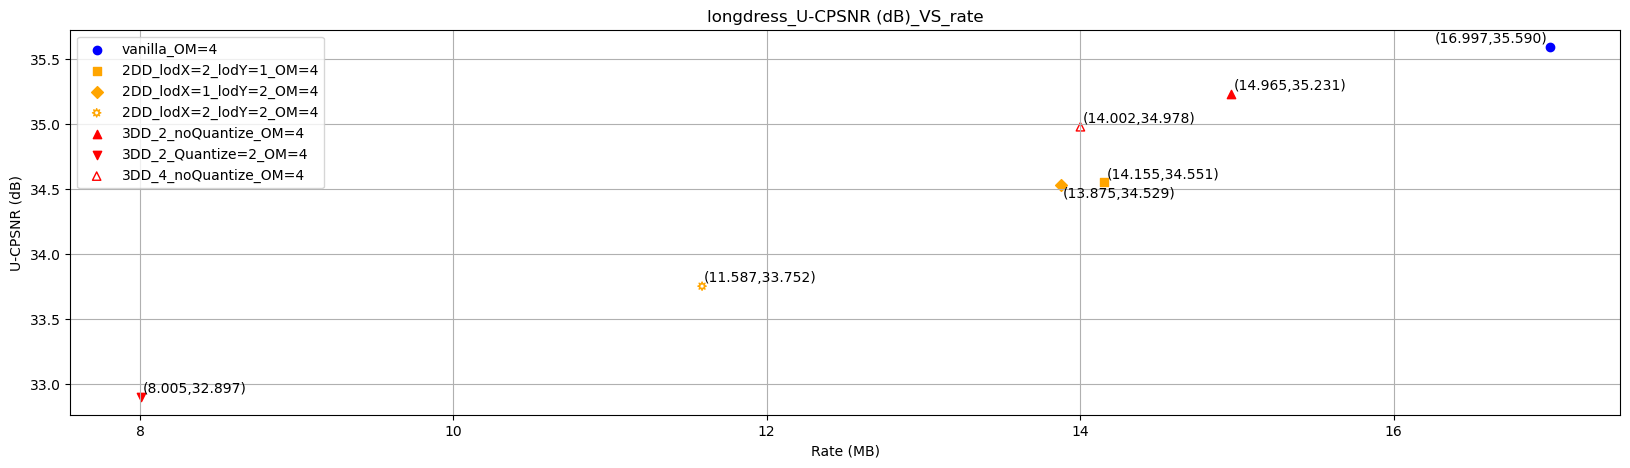 longdress_U-CPSNR (dB)_VS_rate
U-CPSNR (dB)
35.5
35.0
34.5
34.0
33.5
33.0
vanilla_OM=4
2DD_lodX=2_lodY=1_OM=4
2DD_lodX=1_lodY=2_OM=4
2DD_lodX=2_lodY=2_OM=4
3DD_2_noQuantize_OM=4
3DD_2_Quantize=2_OM=4
3DD_4_noQuantize_OM=4
(16.997,35.590)
(14.965,35.231)
(14.002,34.978)
(14.155,34.551)
(13.875,34.529)
(11.587,33.752)
(8.005,32.897)
8
10
12
14
16
Rate (MB)